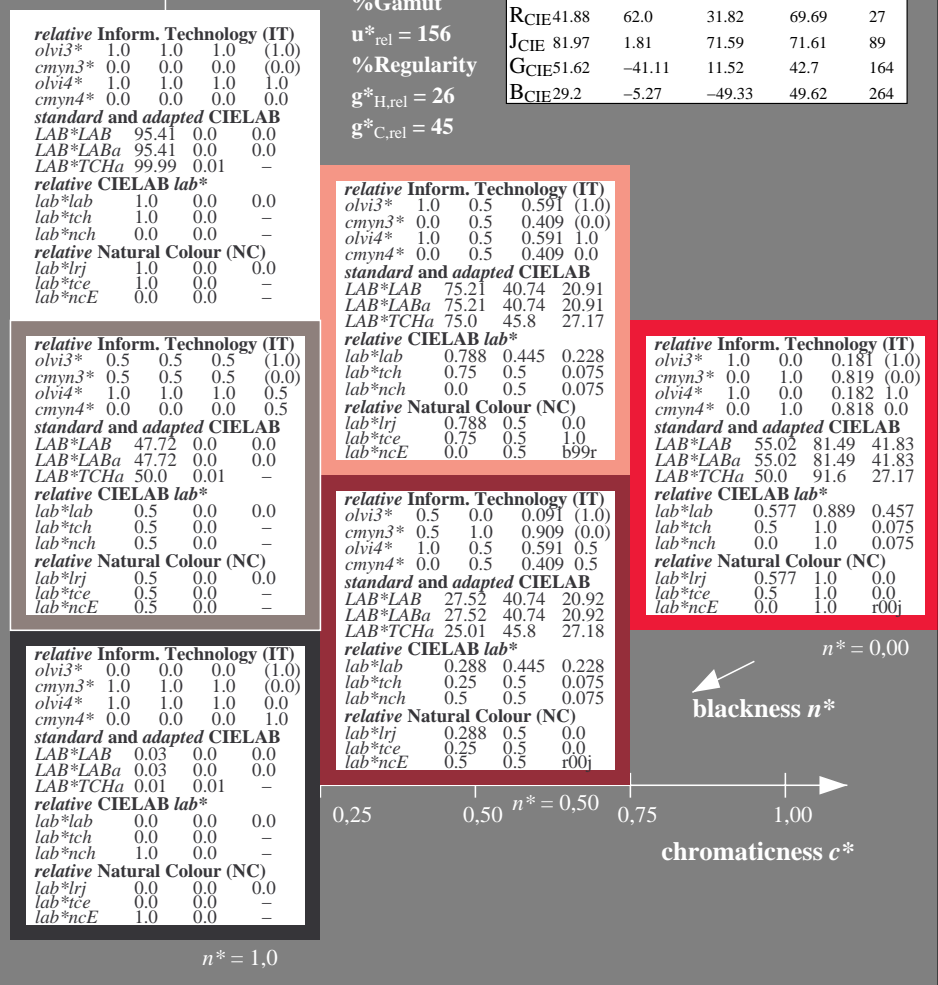 %Gamut
u*rel = 156
%Regularity
g*H,rel = 26
g*C,rel = 45
RCIE 41.88 62.0 31.82 69.69 27
JCIE 81.97 1.81 71.59 71.61 89
GCIE 51.62 −41.11 11.52 42.7 164
BCIE 29.2 −5.27 −49.33 49.62 264
relative Inform. Technology (IT)
olvi3* 1.0 1.0 1.0 (1.0)
cmyn3* 0.0 0.0 0.0 (0.0)
olvi4* 1.0 1.0 1.0 1.0
cmyn4* 0.0 0.0 0.0 0.0
standard and adapted CIELAB
LAB*LAB 95.41 0.0 0.0
LAB*LABa 95.41 0.0 0.0
LAB*TCHa 99.99 0.01 –
relative CIELAB lab*
lab*lab 1.0 0.0 0.0
lab*tch 1.0 0.0 –
lab*nch 0.0 0.0 –
relative Natural Colour (NC)
lab*lrj 1.0 0.0 0.0
lab*tce 1.0 0.0 –
lab*ncE 0.0 0.0 –
relative Inform. Technology (IT)
olvi3* 1.0 0.5 0.591 (1.0)
cmyn3* 0.0 0.5 0.409 (0.0)
olvi4* 1.0 0.5 0.591 1.0
cmyn4* 0.0 0.5 0.409 0.0
standard and adapted CIELAB
LAB*LAB 75.21 40.74 20.91
LAB*LABa 75.21 40.74 20.91
LAB*TCHa 75.0 45.8 27.17
relative CIELAB lab*
lab*lab 0.788 0.445 0.228
lab*tch 0.75 0.5 0.075
lab*nch 0.0 0.5 0.075
relative Natural Colour (NC)
lab*lrj 0.788 0.5 0.0
lab*tce 0.75 0.5 1.0
lab*ncE 0.0 0.5 b99r
relative Inform. Technology (IT)
olvi3* 0.5 0.5 0.5 (1.0)
cmyn3* 0.5 0.5 0.5 (0.0)
olvi4* 1.0 1.0 1.0 0.5
cmyn4* 0.0 0.0 0.0 0.5
standard and adapted CIELAB
LAB*LAB 47.72 0.0 0.0
LAB*LABa 47.72 0.0 0.0
LAB*TCHa 50.0 0.01 –
relative CIELAB lab*
lab*lab 0.5 0.0 0.0
lab*tch 0.5 0.0 –
lab*nch 0.5 0.0 –
relative Natural Colour (NC)
lab*lrj 0.5 0.0 0.0
lab*tce 0.5 0.0 –
lab*ncE 0.5 0.0 –
relative Inform. Technology (IT)
olvi3* 1.0 0.0 0.181 (1.0)
cmyn3* 0.0 1.0 0.819 (0.0)
olvi4* 1.0 0.0 0.182 1.0
cmyn4* 0.0 1.0 0.818 0.0
standard and adapted CIELAB
LAB*LAB 55.02 81.49 41.83
LAB*LABa 55.02 81.49 41.83
LAB*TCHa 50.0 91.6 27.17
relative CIELAB lab*
lab*lab 0.577 0.889 0.457
lab*tch 0.5 1.0 0.075
lab*nch 0.0 1.0 0.075
relative Natural Colour (NC)
lab*lrj 0.577 1.0 0.0
lab*tce 0.5 1.0 0.0
lab*ncE 0.0 1.0 r00j
relative Inform. Technology (IT)
olvi3* 0.5 0.0 0.091 (1.0)
cmyn3* 0.5 1.0 0.909 (0.0)
olvi4* 1.0 0.5 0.591 0.5
cmyn4* 0.0 0.5 0.409 0.5
standard and adapted CIELAB
LAB*LAB 27.52 40.74 20.92
LAB*LABa 27.52 40.74 20.92
LAB*TCHa 25.01 45.8 27.18
relative CIELAB lab*
lab*lab 0.288 0.445 0.228
lab*tch 0.25 0.5 0.075
lab*nch 0.5 0.5 0.075
relative Natural Colour (NC)
lab*lrj 0.288 0.5 0.0
lab*tce 0.25 0.5 0.0
lab*ncE 0.5 0.5 r00j
relative Inform. Technology (IT)
olvi3* 0.0 0.0 0.0 (1.0)
cmyn3* 1.0 1.0 1.0 (0.0)
olvi4* 1.0 1.0 1.0 0.0
cmyn4* 0.0 0.0 0.0 1.0
standard and adapted CIELAB
LAB*LAB 0.03 0.0 0.0
LAB*LABa 0.03 0.0 0.0
LAB*TCHa 0.01 0.01 –
relative CIELAB lab*
lab*lab 0.0 0.0 0.0
lab*tch 0.0 0.0 –
lab*nch 1.0 0.0 –
relative Natural Colour (NC)
lab*lrj 0.0 0.0 0.0
lab*tce 0.0 0.0 –
lab*ncE 1.0 0.0 –
n* = 0,00
blackness n*
n* = 0,50
0,25 0,50 0,75 1,00
chromaticness c*
n* = 1,0